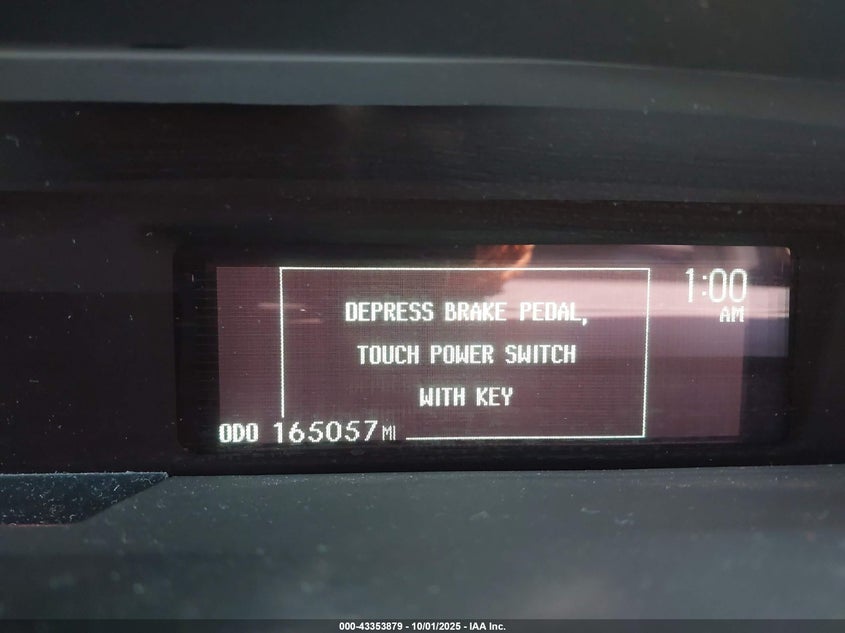 DEPRESS BRAKE PEDAL,
TOUCH POWER SWITCH
WITH KEY
1:00
AM
ODO 165057 MI
000-43353879 - 10/01/2025 - IAA Inc.